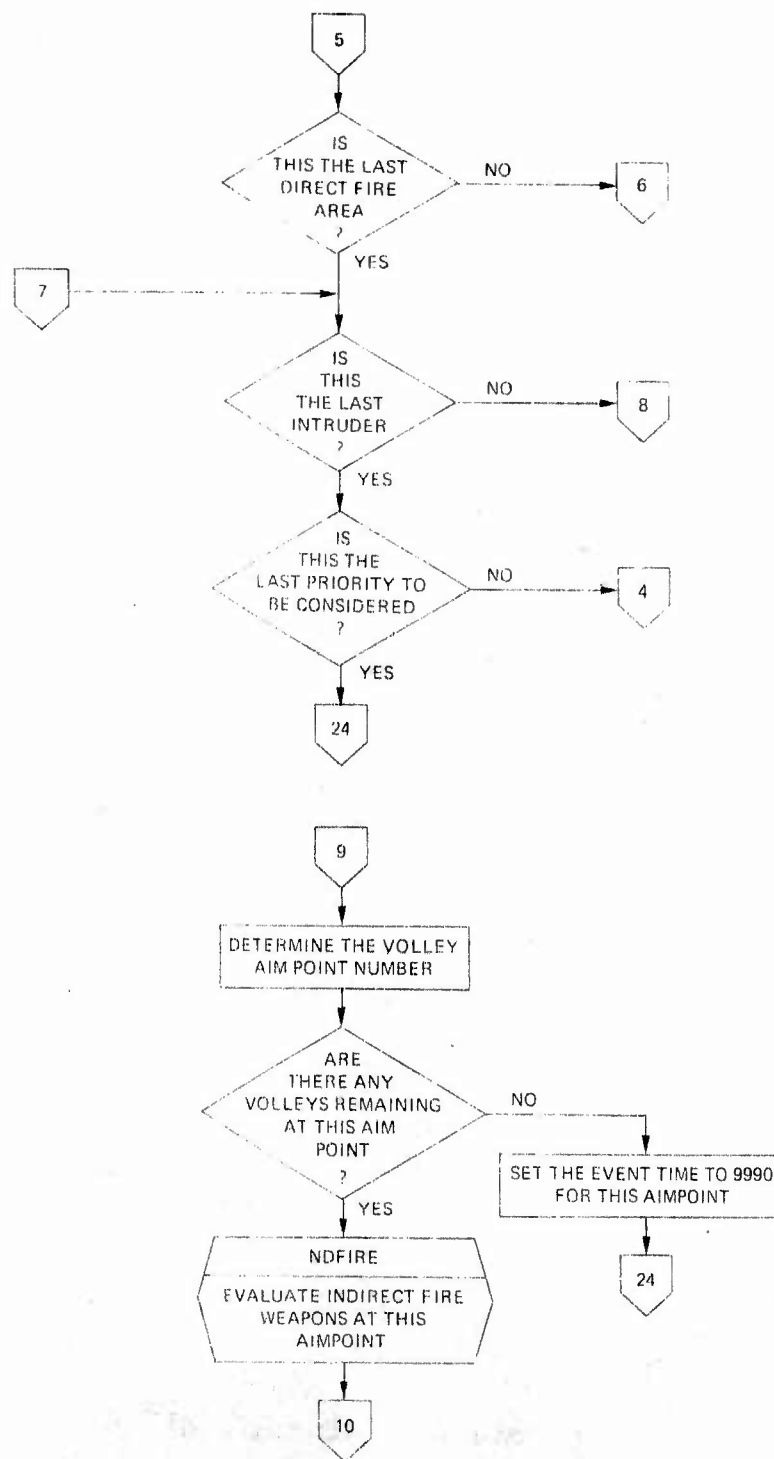 5
IS
THIS THE LAST
DIRECT FIRE
AREA
?
NO
6
YES
7
IS
THIS
THE LAST
INTRUDER
?
NO
8
YES
IS
THIS THE
LAST PRIORITY TO
BE CONSIDERED
?
NO
4
YES
24
9
DETERMINE THE VOLLEY
AIM POINT NUMBER
ARE
THERE ANY
VOLLEYS REMAINING
AT THIS AIM
POINT
?
NO
SET THE EVENT TIME TO 9990
FOR THIS AIMPOINT
24
YES
NDFIRE
EVALUATE INDIRECT FIRE
WEAPONS AT THIS
AIMPOINT
10